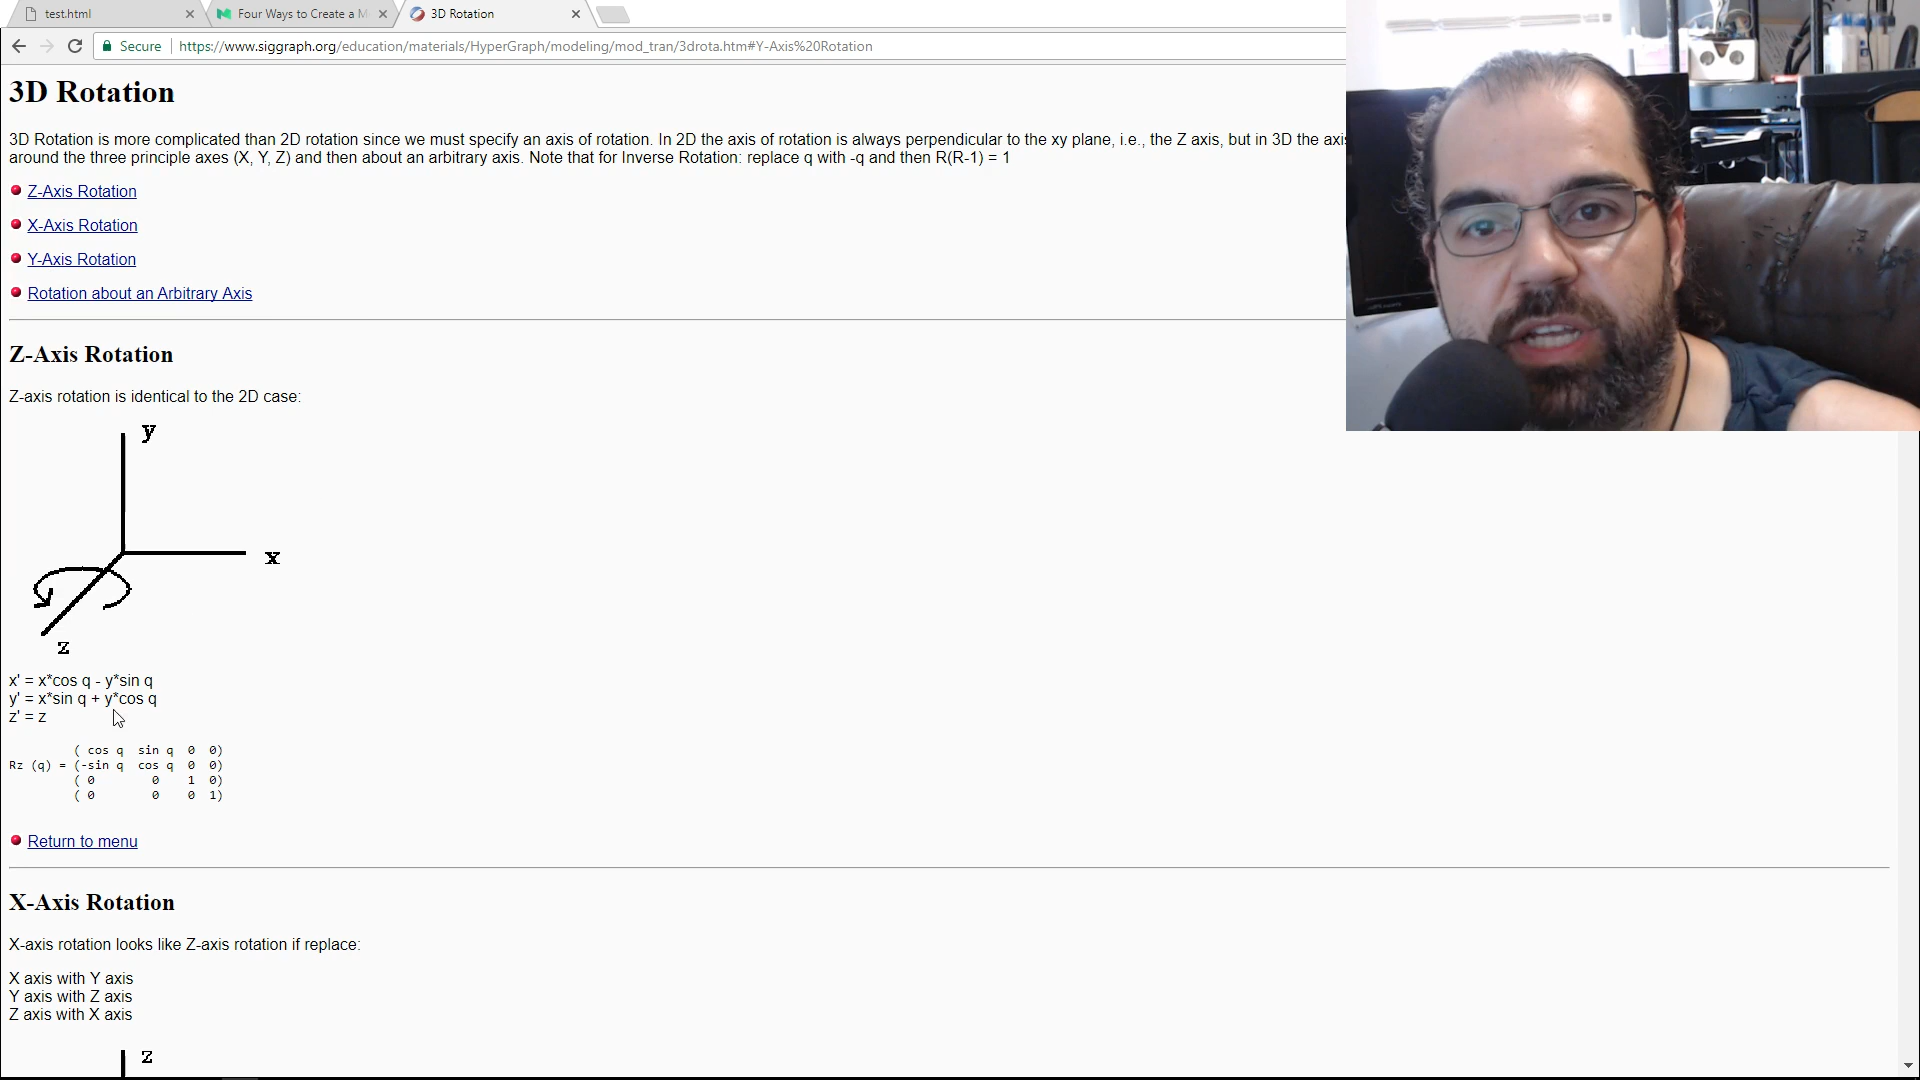 test.html
Four Ways to Create a M
3D Rotation
Secure
https://www.siggraph.org/education/materials/HyperGraph/modeling/mod_tran/3drota.htm#Y-Axis%20Rotation
3D Rotation
3D Rotation is more complicated than 2D rotation since we must specify an axis of rotation. In 2D the axis of rotation is always perpendicular to the xy plane, i.e., the Z axis, but in 3D the axi
around the three principle axes (X, Y, Z) and then about an arbitrary axis. Note that for Inverse Rotation: replace q with -q and then R(R-1) = 1
Z-Axis Rotation
X-Axis Rotation
Y-Axis Rotation
Rotation about an Arbitrary Axis
Z-Axis Rotation
Z-axis rotation is identical to the 2D case:
y
x
z
x' = x*cos q - y*sin q
y' = x*sin q + y*cos q
z' = z
( cos q sin q 0 0)
Rz (q) = (-sin q cos q 0 0)
( 0 0 1 0)
( 0 0 0 1)
Return to menu
X-Axis Rotation
X-axis rotation looks like Z-axis rotation if replace:
X axis with Y axis
Y axis with Z axis
Z axis with X axis
z